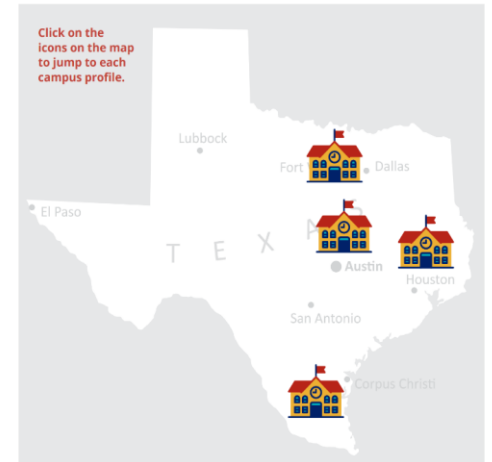 Click on the
icons on the map
to jump to each
campus profile.
Lubbock
Fort
Dallas
El Paso
T E X A S
Austin
Houston
San Antonio
Corpus Christi